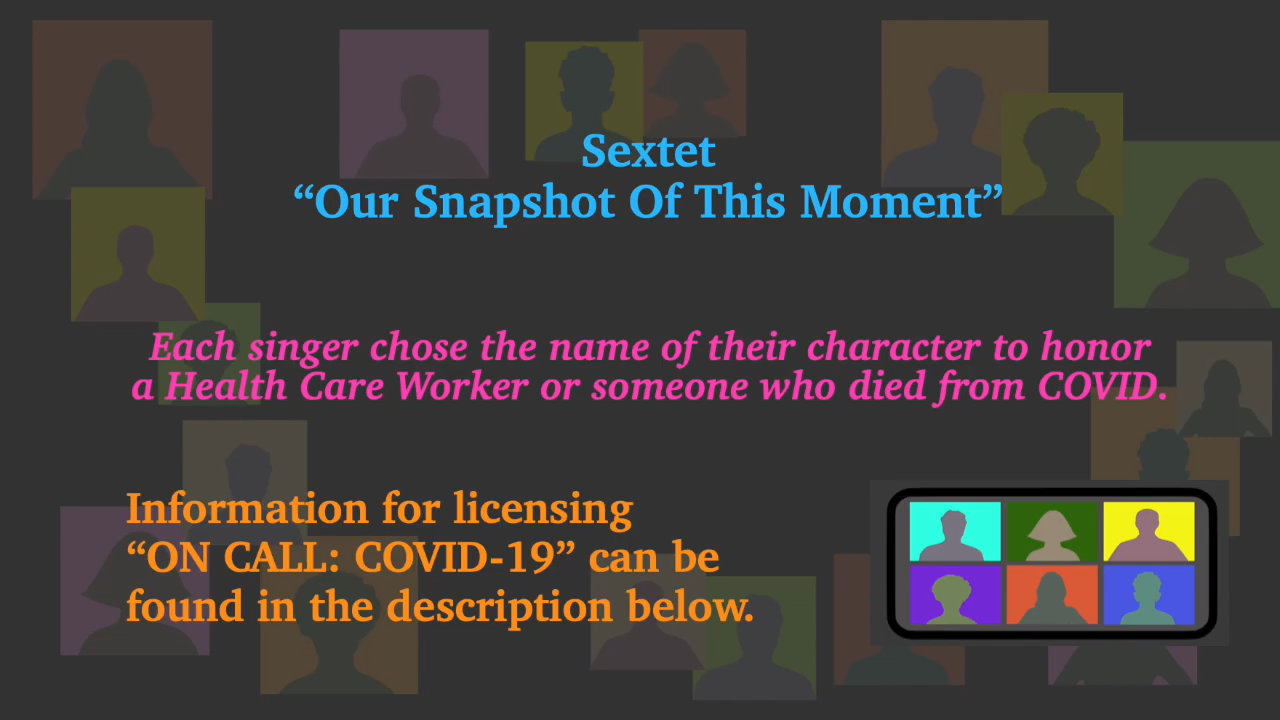 Sextet
“Our Snapshot Of This Moment”
Each singer chose the name of their character to honor
a Health Care Worker or someone who died from COVID.
Information for licensing
“ON CALL: COVID-19” can be
found in the description below.